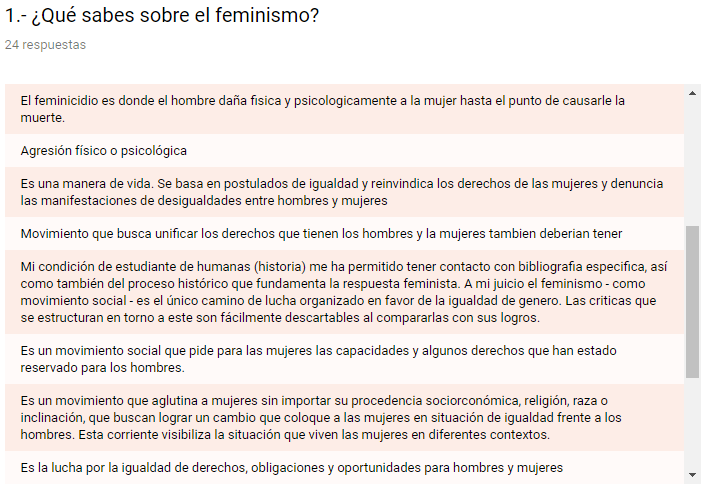 1.- ¿Qué sabes sobre el feminismo?
24 respuestas
El feminicidio es donde el hombre daña fisica y psicologicamente a la mujer hasta el punto de causarle la
muerte.
Agresión físico o psicológica
Es una manera de vida. Se basa en postulados de igualdad y reinvindica los derechos de las mujeres y denuncia
las manifestaciones de desigualdades entre hombres y mujeres
Movimiento que busca unificar los derechos que tienen los hombres y la mujeres tambien deberian tener
Mi condición de estudiante de humanas (historia) me ha permitido tener contacto con bibliografia especifica, así
como también del proceso histórico que fundamenta la respuesta feminista. A mi juicio el feminismo - como
movimiento social - es el único camino de lucha organizado en favor de la igualdad de genero. Las criticas que
se estructuran en torno a este son fácilmente descartables al compararlas con sus logros.
Es un movimiento social que pide para las mujeres las capacidades y algunos derechos que han estado
reservado para los hombres.
Es un movimiento que aglutina a mujeres sin importar su procedencia sociorconómica, religión, raza o
inclinación, que buscan lograr un cambio que coloque a las mujeres en situación de igualdad frente a los
hombres. Esta corriente visibiliza la situación que viven las mujeres en diferentes contextos.
Es la lucha por la igualdad de derechos, obligaciones y oportunidades para hombres y mujeres